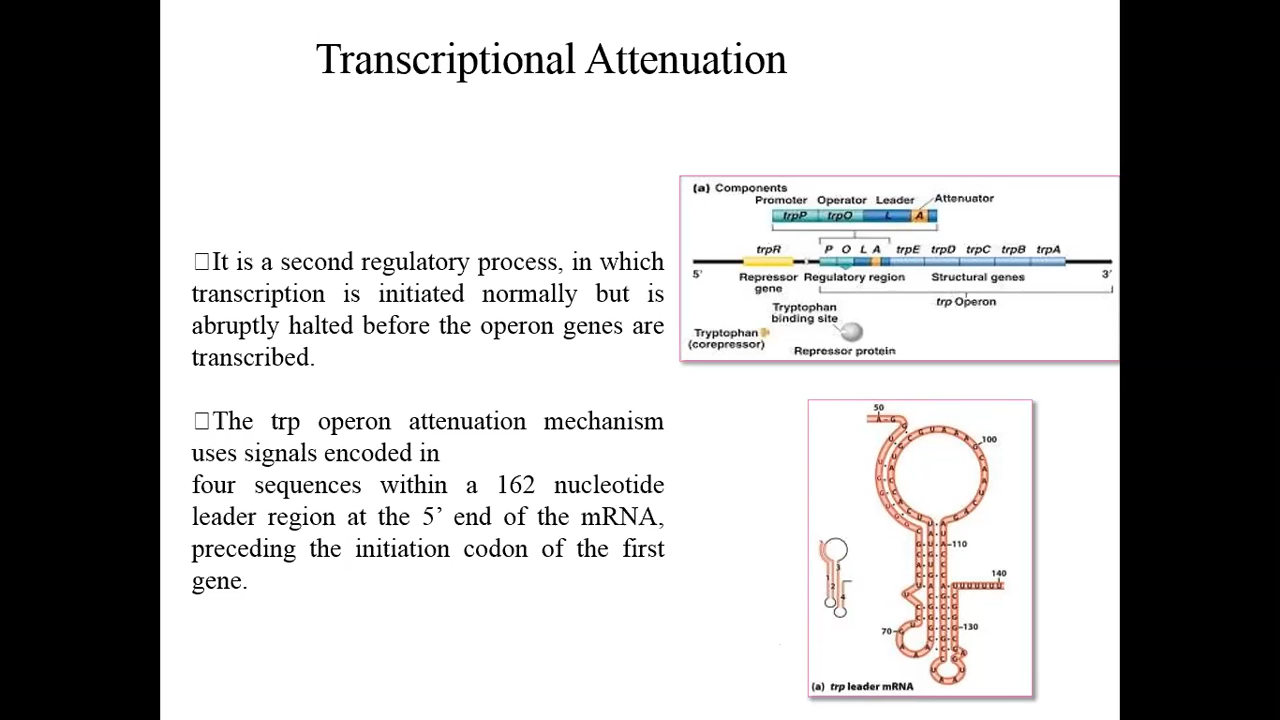 Transcriptional Attenuation
□It is a second regulatory process, in which
transcription is initiated normally but is
abruptly halted before the operon genes are
transcribed.
□The trp operon attenuation mechanism
uses signals encoded in
four sequences within a 162 nucleotide
leader region at the 5’ end of the mRNA,
preceding the initiation codon of the first
gene.
(a) Components
Promoter Operator Leader Attenuator
trpP trpO L A
trpR P O L A trpE trpD trpC trpB trpA
5′ 3′
Repressor gene Regulatory region Structural genes
trp Operon
Tryptophan
binding site
Tryptophan
(corepressor)
Repressor protein
50
100
110
140
130
70
1 2 3 4
(a) trp leader mRNA